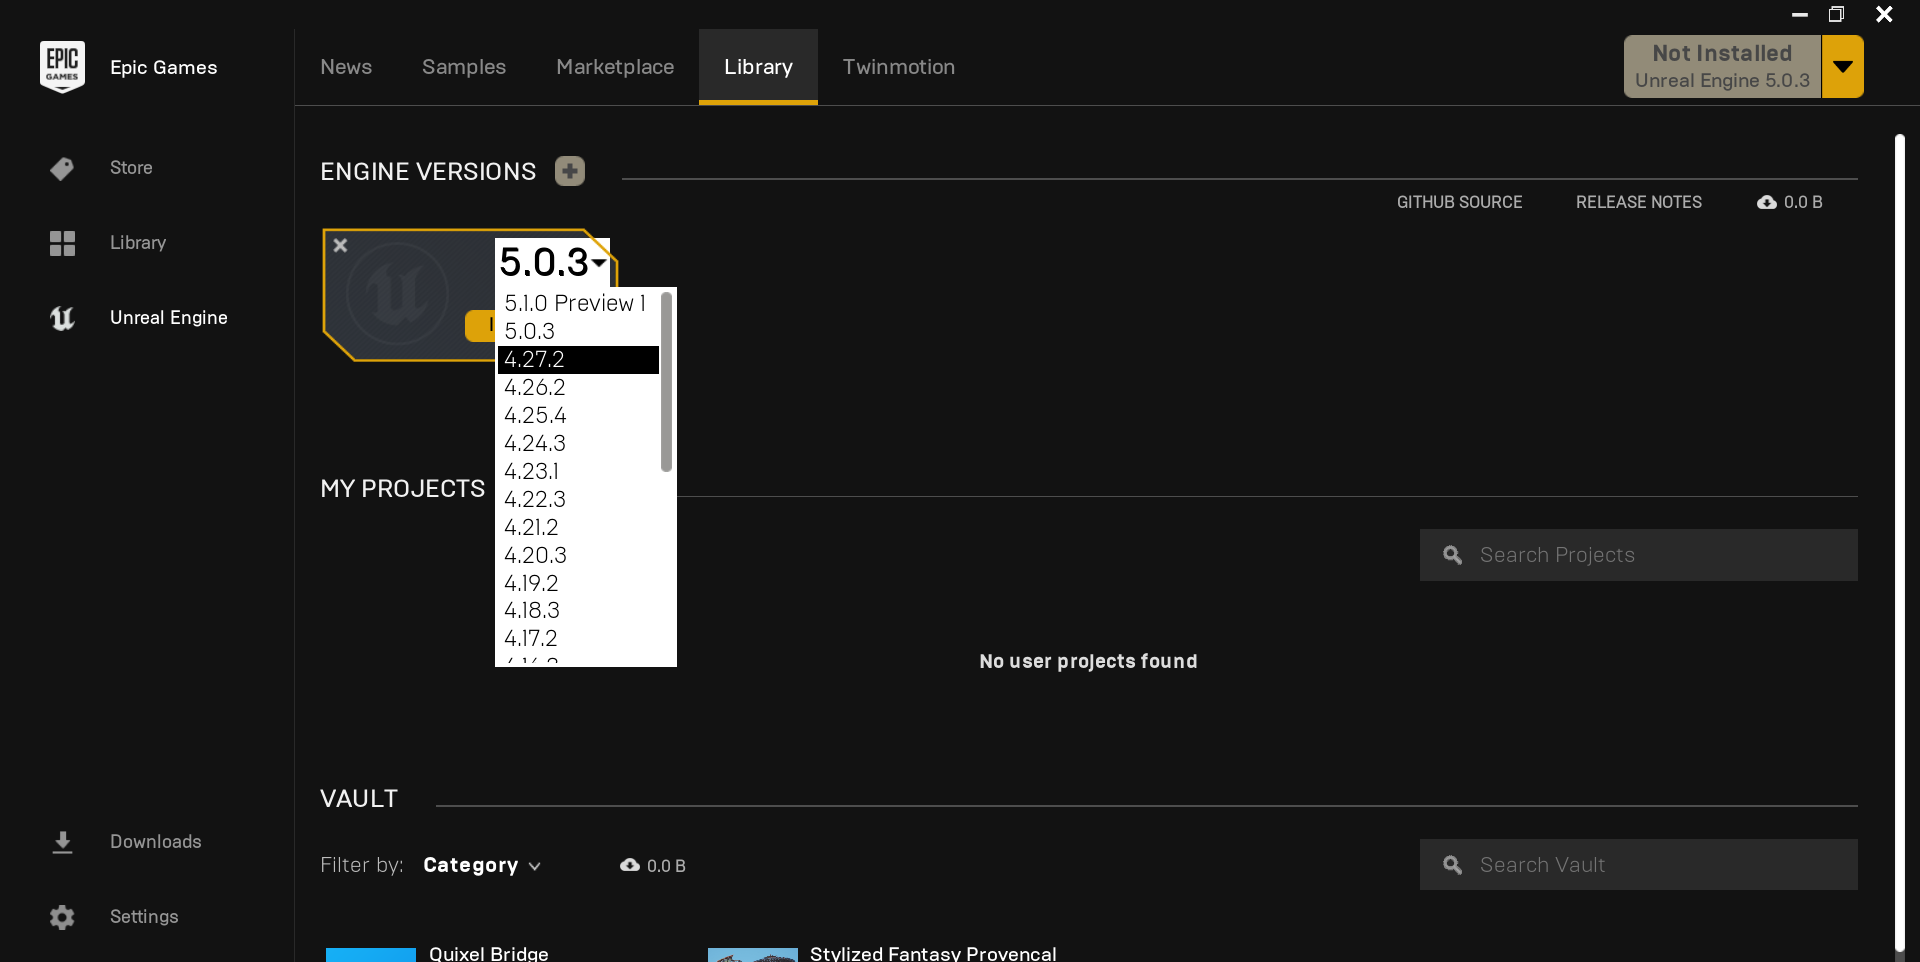 EPIC
GAMES
Epic Games
News
Samples
Marketplace
Library
Twinmotion
Not Installed
Unreal Engine 5.0.3
Store
Library
Unreal Engine
ENGINE VERSIONS
GITHUB SOURCE
RELEASE NOTES
0.0 B
5.0.3
5.1.0 Preview 1
5.0.3
4.27.2
4.26.2
4.25.4
4.24.3
4.23.1
4.22.3
4.21.2
4.20.3
4.19.2
4.18.3
4.17.2
MY PROJECTS
Search Projects
No user projects found
VAULT
Filter by: Category
0.0 B
Search Vault
Downloads
Settings
Quixel Bridge
Stylized Fantasy Provencal